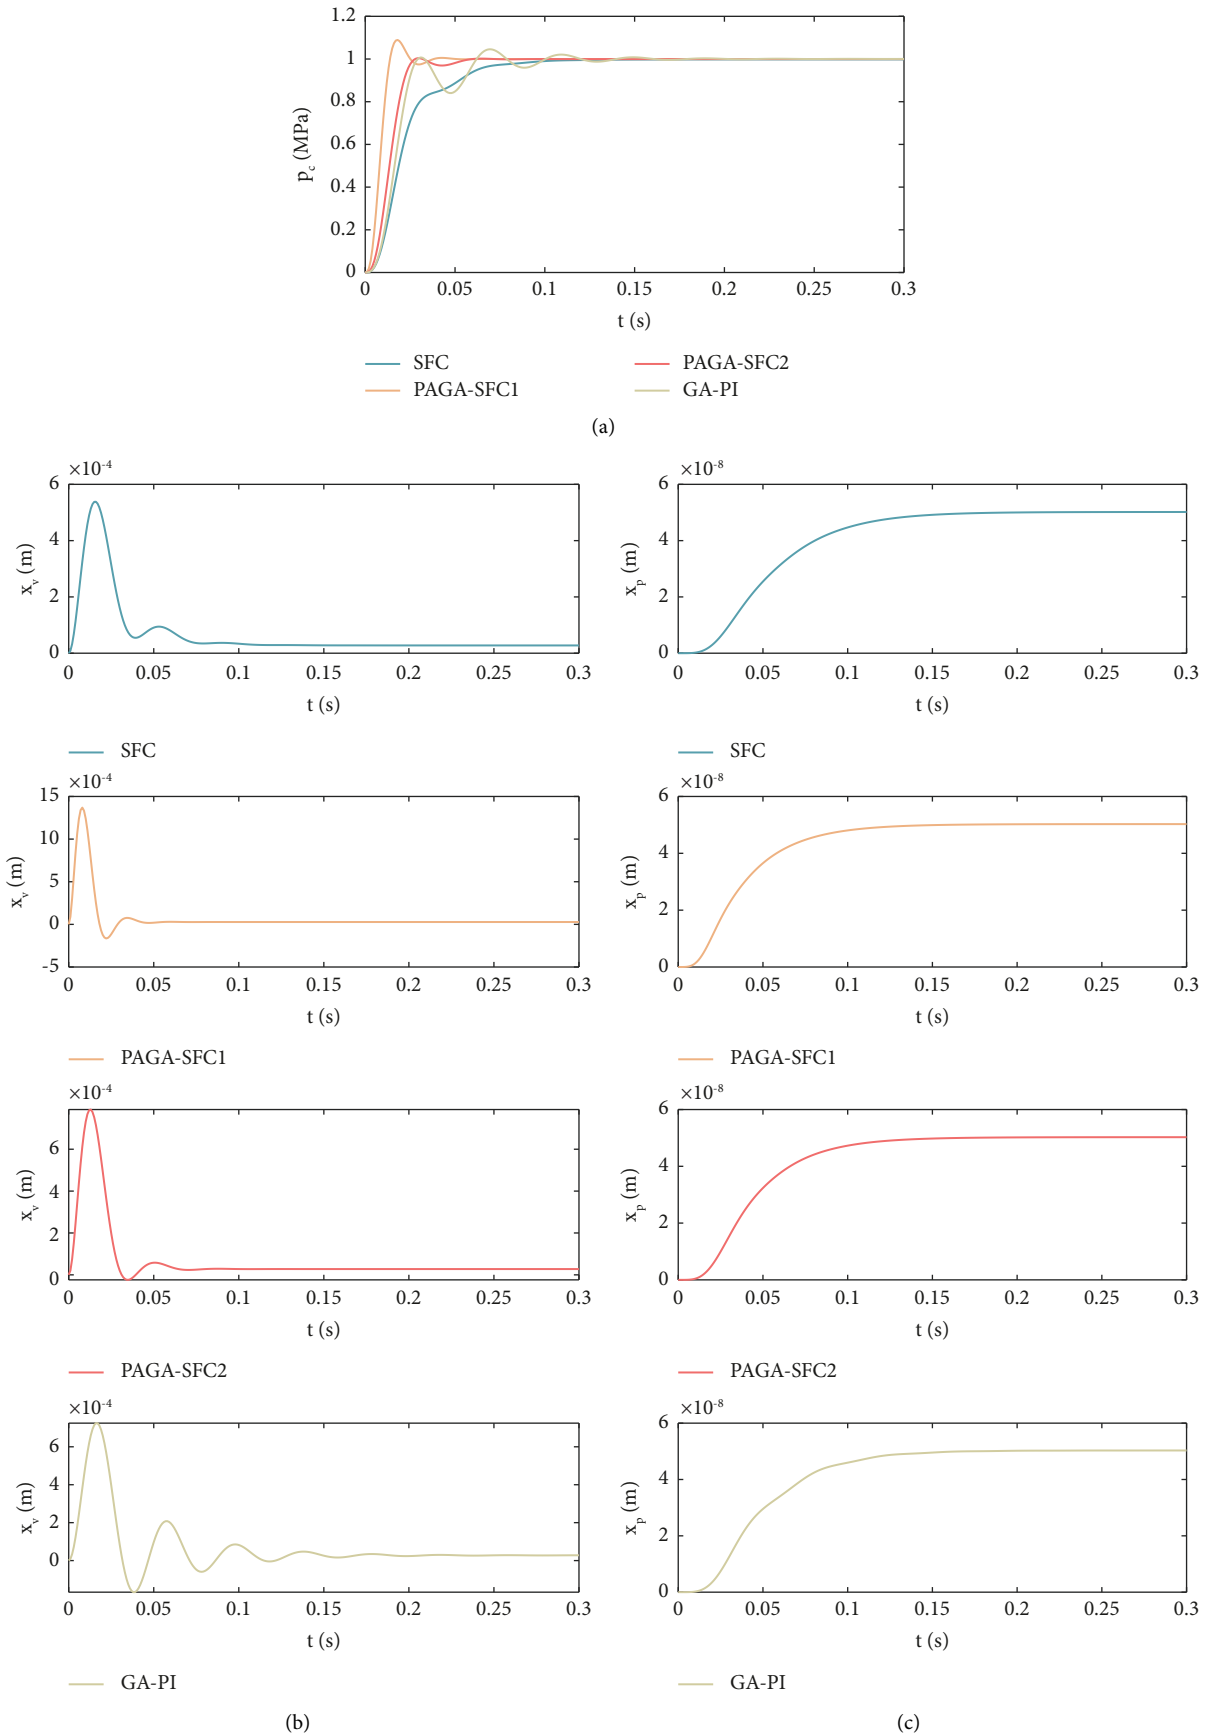 1.2
1
0.8
0.6
0.4
0.2
0
p_c (MPa)
0 0.05 0.1 0.15 0.2 0.25 0.3
t (s)
SFC PAGA-SFC2
PAGA-SFC1 GA-PI
(a)
×10⁻⁴
6
4
2
0
x_v (m)
0 0.05 0.1 0.15 0.2 0.25 0.3
t (s)
SFC
×10⁻⁸
6
4
2
0
x_p (m)
0 0.05 0.1 0.15 0.2 0.25 0.3
t (s)
SFC
×10⁻⁴
15
10
5
0
-5
x_v (m)
0 0.05 0.1 0.15 0.2 0.25 0.3
t (s)
PAGA-SFC1
×10⁻⁸
6
4
2
0
x_p (m)
0 0.05 0.1 0.15 0.2 0.25 0.3
t (s)
PAGA-SFC1
×10⁻⁴
6
4
2
0
x_v (m)
0 0.05 0.1 0.15 0.2 0.25 0.3
t (s)
PAGA-SFC2
×10⁻⁸
6
4
2
0
x_p (m)
0 0.05 0.1 0.15 0.2 0.25 0.3
t (s)
PAGA-SFC2
×10⁻⁴
6
4
2
0
x_v (m)
0 0.05 0.1 0.15 0.2 0.25 0.3
t (s)
GA-PI
(b)
×10⁻⁸
6
4
2
0
x_p (m)
0 0.05 0.1 0.15 0.2 0.25 0.3
t (s)
GA-PI
(c)